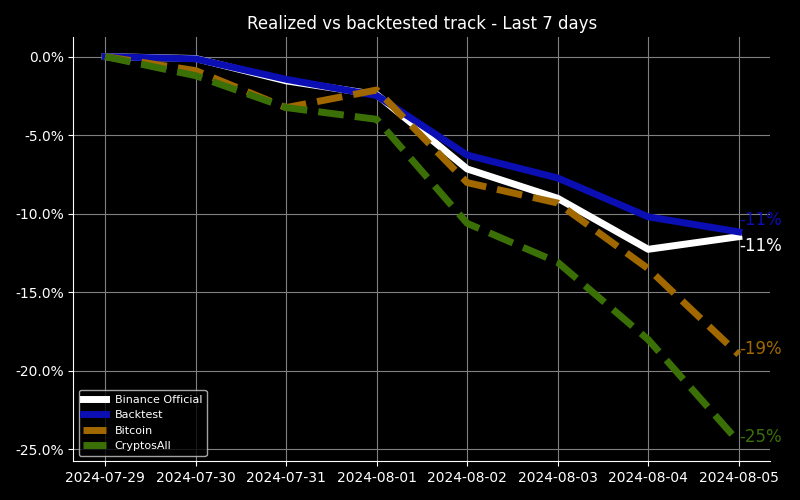 Realized vs backtested track - Last 7 days
0.0%
-5.0%
-10.0%
-15.0%
-20.0%
-25.0%
-11%
-11%
-19%
-25%
Binance Official
Backtest
Bitcoin
CryptosAll
2024-07-29 2024-07-30 2024-07-31 2024-08-01 2024-08-02 2024-08-03 2024-08-04 2024-08-05